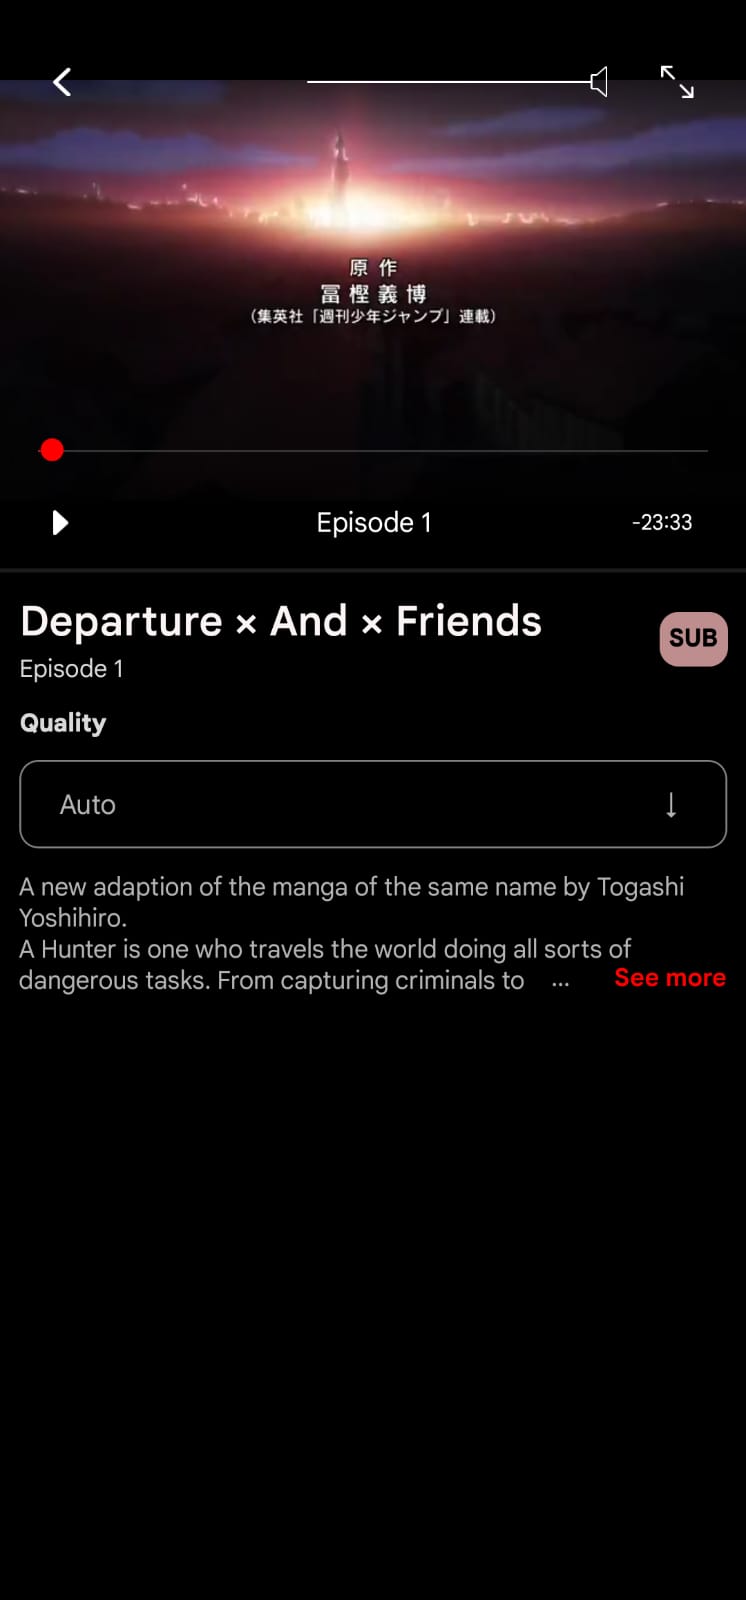 原作
冨樫義博
(集英社「週刊少年ジャンプ」連載)
Episode 1
-23:33
Departure × And × Friends
SUB
Episode 1
Quality
Auto
A new adaption of the manga of the same name by Togashi
Yoshihiro.
A Hunter is one who travels the world doing all sorts of
dangerous tasks. From capturing criminals to ... See more